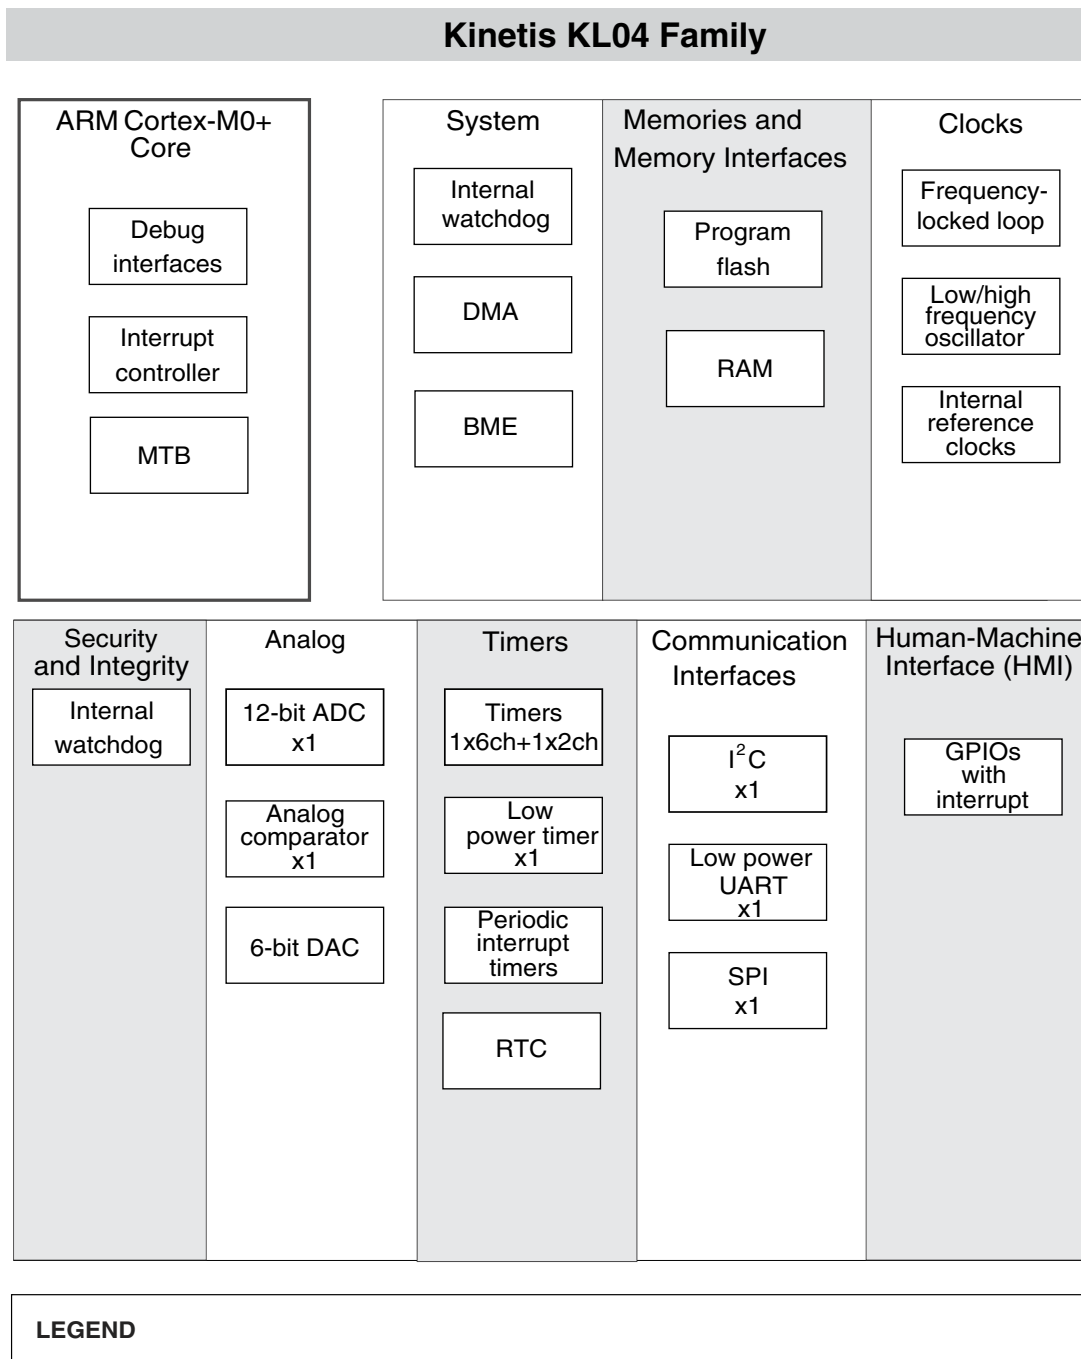 Kinetis KL04 Family
ARM Cortex-M0+
Core
Debug
interfaces
Interrupt
controller
MTB
System
Internal
watchdog
DMA
BME
Memories and
Memory Interfaces
Program
flash
RAM
Clocks
Frequency-
locked loop
Low/high
frequency
oscillator
Internal
reference
clocks
Security
and Integrity
Internal
watchdog
Analog
12-bit ADC
x1
Analog
comparator
x1
6-bit DAC
Timers
Timers
1x6ch+1x2ch
Low
power timer
x1
Periodic
interrupt
timers
RTC
Communication
Interfaces
I²C
x1
Low power
UART
x1
SPI
x1
Human-Machine
Interface (HMI)
GPIOs
with
interrupt
LEGEND